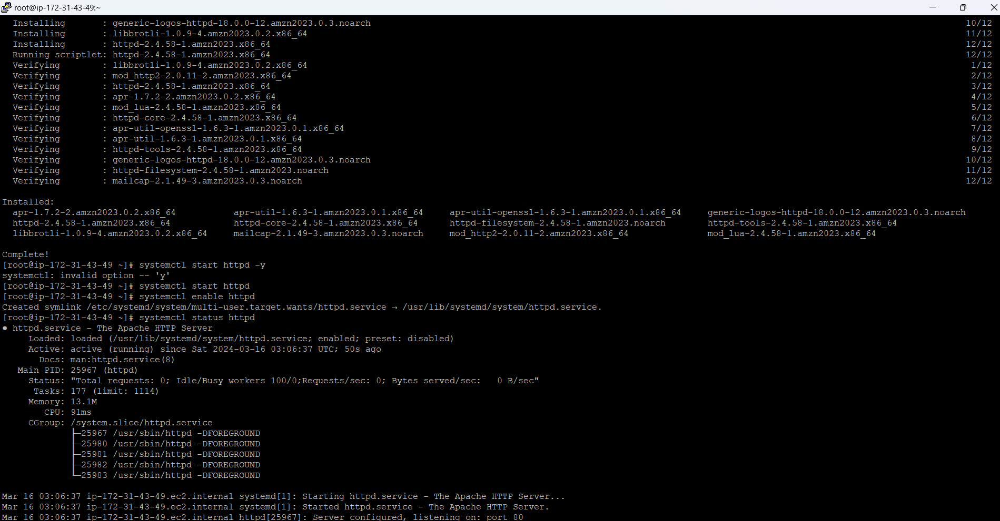 root@ip-172-31-43-49:~
Installing : generic-logos-httpd-18.0.0-12.amzn2023.0.3.noarch 10/12
Installing : libbrotli-1.0.9-4.amzn2023.0.2.x86_64 11/12
Installing : httpd-2.4.58-1.amzn2023.x86_64 12/12
Running scriptlet: httpd-2.4.58-1.amzn2023.x86_64 12/12
Verifying : libbrotli-1.0.9-4.amzn2023.0.2.x86_64 1/12
Verifying : mod_http2-2.0.11-2.amzn2023.x86_64 2/12
Verifying : httpd-2.4.58-1.amzn2023.x86_64 3/12
Verifying : apr-1.7.2-2.amzn2023.0.2.x86_64 4/12
Verifying : mod_lua-2.4.58-1.amzn2023.x86_64 5/12
Verifying : httpd-core-2.4.58-1.amzn2023.x86_64 6/12
Verifying : apr-util-openssl-1.6.3-1.amzn2023.0.1.x86_64 7/12
Verifying : apr-util-1.6.3-1.amzn2023.0.1.x86_64 8/12
Verifying : httpd-tools-2.4.58-1.amzn2023.x86_64 9/12
Verifying : generic-logos-httpd-18.0.0-12.amzn2023.0.3.noarch 10/12
Verifying : httpd-filesystem-2.4.58-1.amzn2023.noarch 11/12
Verifying : mailcap-2.1.49-3.amzn2023.0.3.noarch 12/12
Installed:
apr-1.7.2-2.amzn2023.0.2.x86_64 apr-util-1.6.3-1.amzn2023.0.1.x86_64 apr-util-openssl-1.6.3-1.amzn2023.0.1.x86_64 generic-logos-httpd-18.0.0-12.amzn2023.0.3.noarch
httpd-2.4.58-1.amzn2023.x86_64 httpd-core-2.4.58-1.amzn2023.x86_64 httpd-filesystem-2.4.58-1.amzn2023.noarch httpd-tools-2.4.58-1.amzn2023.x86_64
libbrotli-1.0.9-4.amzn2023.0.2.x86_64 mailcap-2.1.49-3.amzn2023.0.3.noarch mod_http2-2.0.11-2.amzn2023.x86_64 mod_lua-2.4.58-1.amzn2023.x86_64
Complete!
[root@ip-172-31-43-49 ~]# systemctl start httpd -y
systemctl: invalid option -- 'y'
[root@ip-172-31-43-49 ~]# systemctl start httpd
[root@ip-172-31-43-49 ~]# systemctl enable httpd
Created symlink /etc/systemd/system/multi-user.target.wants/httpd.service → /usr/lib/systemd/system/httpd.service.
[root@ip-172-31-43-49 ~]# systemctl status httpd
● httpd.service - The Apache HTTP Server
Loaded: loaded (/usr/lib/systemd/system/httpd.service; enabled; preset: disabled)
Active: active (running) since Sat 2024-03-16 03:06:37 UTC; 50s ago
Docs: man:httpd.service(8)
Main PID: 25967 (httpd)
Status: "Total requests: 0; Idle/Busy workers 100/0;Requests/sec: 0; Bytes served/sec:   0 B/sec"
Tasks: 177 (limit: 1114)
Memory: 13.1M
CPU: 91ms
CGroup: /system.slice/httpd.service
├─25967 /usr/sbin/httpd -DFOREGROUND
├─25980 /usr/sbin/httpd -DFOREGROUND
├─25981 /usr/sbin/httpd -DFOREGROUND
├─25982 /usr/sbin/httpd -DFOREGROUND
└─25983 /usr/sbin/httpd -DFOREGROUND
Mar 16 03:06:37 ip-172-31-43-49.ec2.internal systemd[1]: Starting httpd.service - The Apache HTTP Server...
Mar 16 03:06:37 ip-172-31-43-49.ec2.internal systemd[1]: Started httpd.service - The Apache HTTP Server.
Mar 16 03:06:37 ip-172-31-43-49.ec2.internal httpd[25967]: Server configured, listening on: port 80